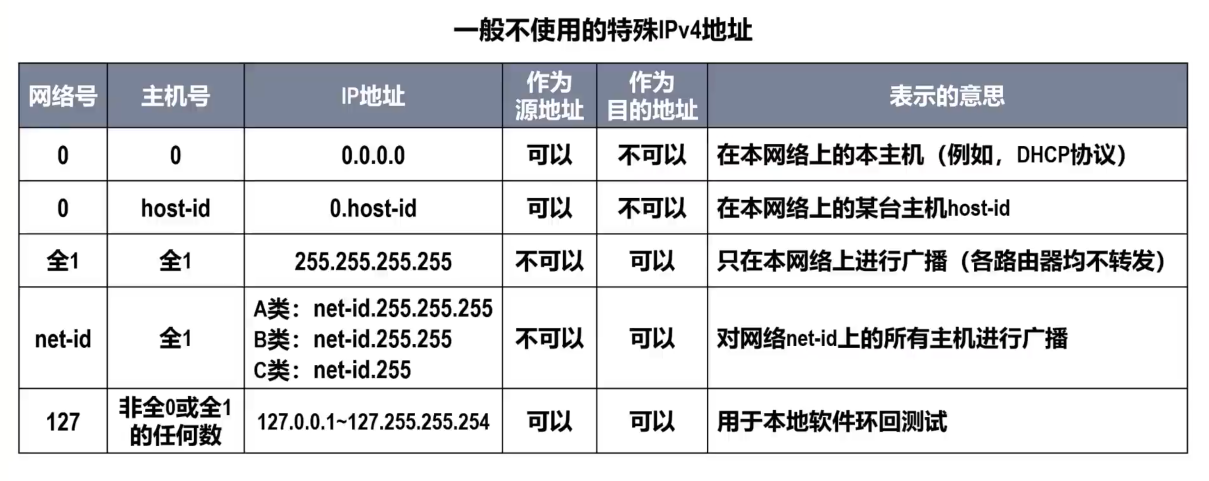 一般不使用的特殊IPv4地址
网络号 主机号 IP地址 作为源地址 作为目的地址 表示的意思
0 0 0.0.0.0 可以 不可以 在本网络上的本主机（例如，DHCP协议）
0 host-id 0.host-id 可以 不可以 在本网络上的某台主机host-id
全1 全1 255.255.255.255 不可以 可以 只在本网络上进行广播（各路由器均不转发）
net-id 全1 A类：net-id.255.255.255
B类：net-id.255.255
C类：net-id.255
不可以 可以 对网络net-id上的所有主机进行广播
127 非全0或全1
的任何数 127.0.0.1~127.255.255.254 可以 可以 用于本地软件环回测试